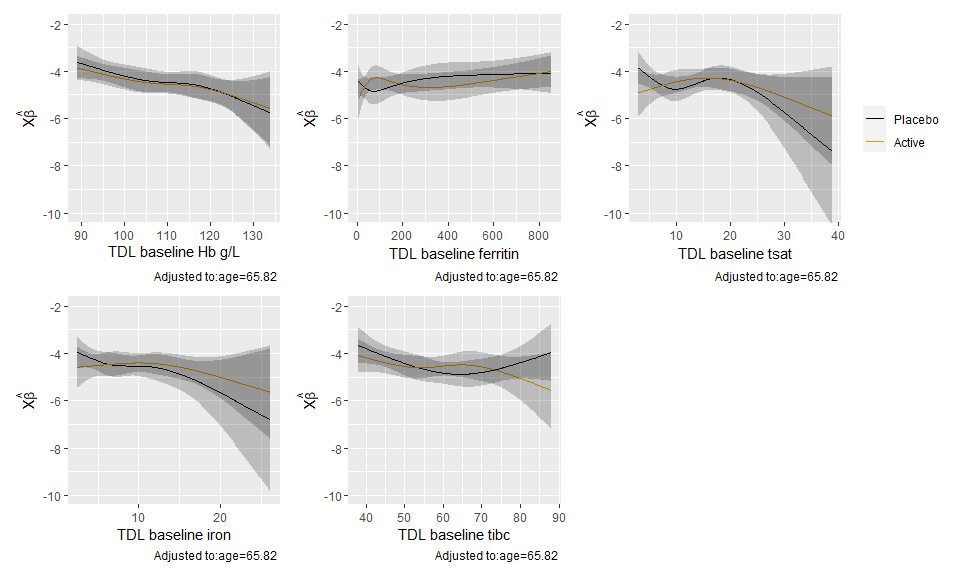 -2
-4
-6
-8
-10
Xβ̂
90 100 110 120 130
TDL baseline Hb g/L
Adjusted to:age=65.82
-2
-4
-6
-8
-10
Xβ̂
0 200 400 600 800
TDL baseline ferritin
Adjusted to:age=65.82
-2
-4
-6
-8
-10
Xβ̂
10 20 30 40
TDL baseline tsat
Adjusted to:age=65.82
Placebo
Active
-2
-4
-6
-8
-10
Xβ̂
10 20
TDL baseline iron
Adjusted to:age=65.82
-2
-4
-6
-8
-10
Xβ̂
40 50 60 70 80 90
TDL baseline tibc
Adjusted to:age=65.82